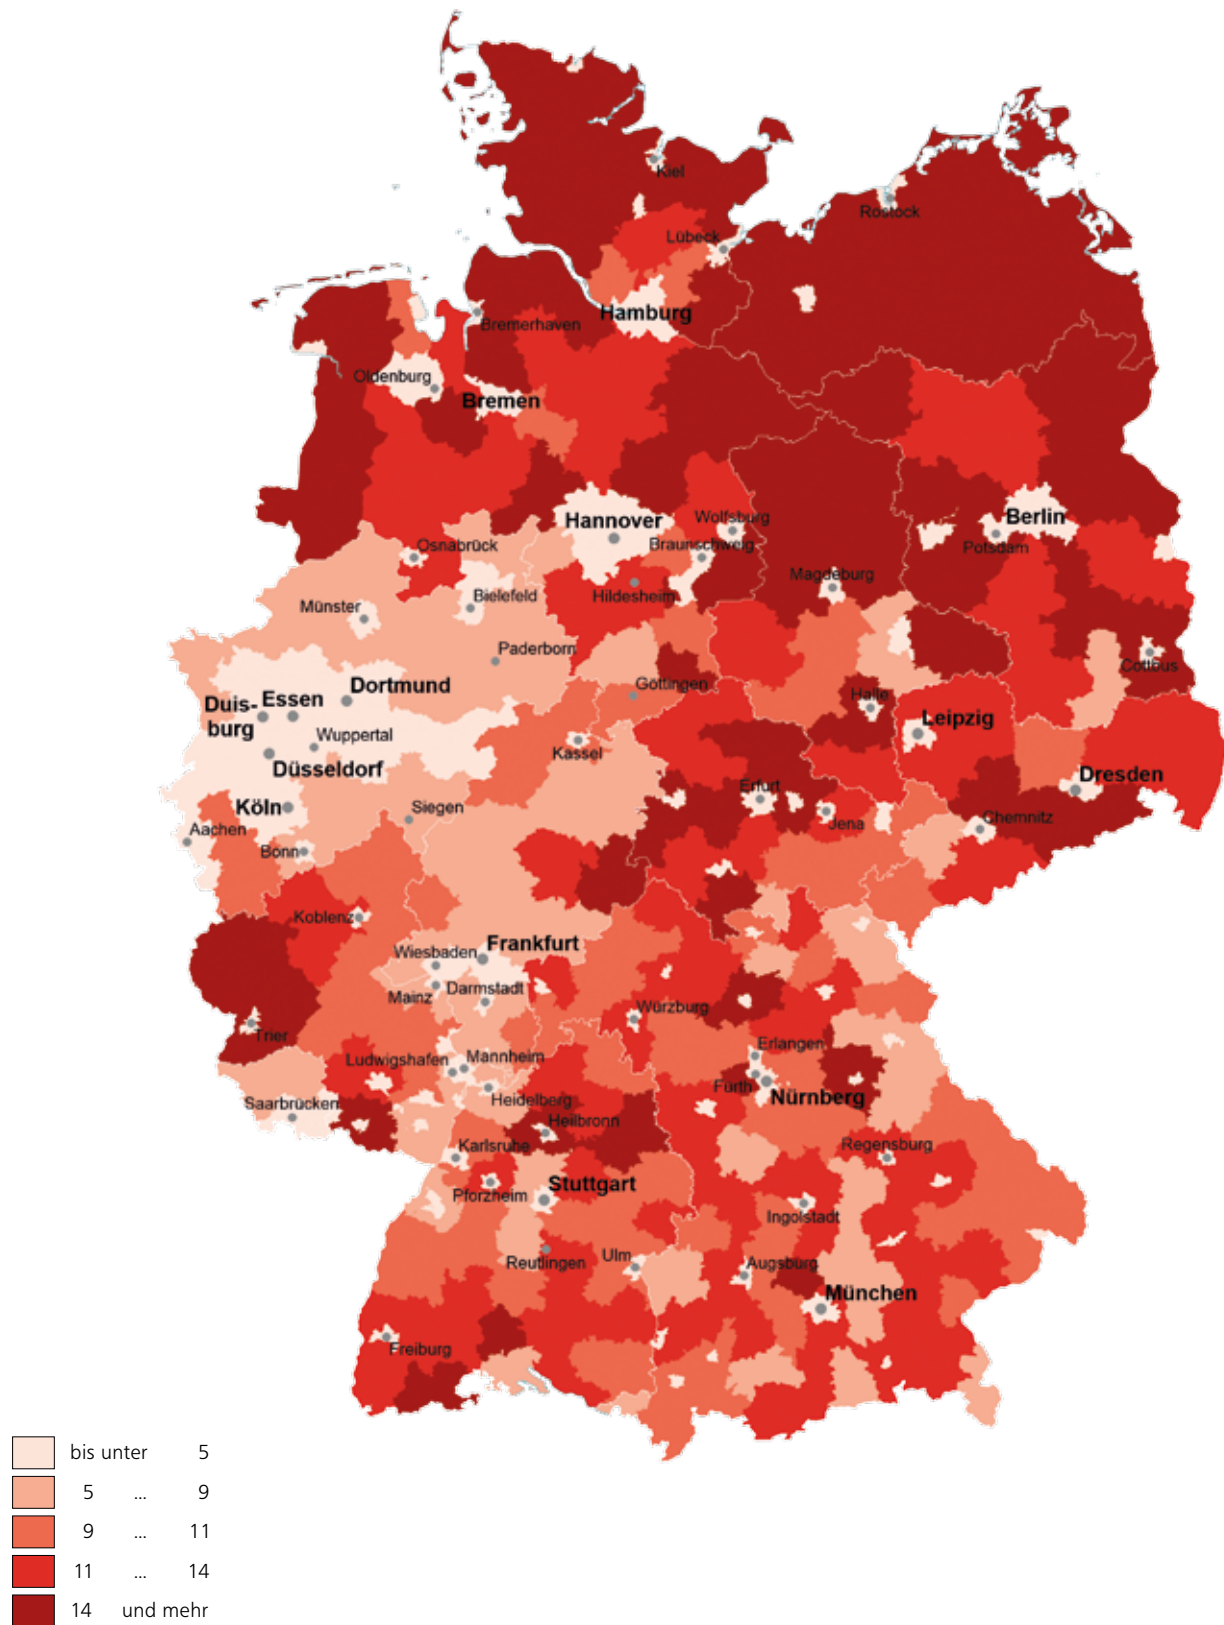 Kiel
Rostock
Lübeck
Hamburg
Bremerhaven
Oldenburg
Bremen
Hannover
Wolfsburg
Berlin
Braunschweig
Potsdam
Osnabrück
Magdeburg
Hildesheim
Bielefeld
Münster
Paderborn
Cottbus
Göttingen
Dortmund
Halle
Duis-
burg
Essen
Leipzig
Wuppertal
Kassel
Düsseldorf
Dresden
Erfurt
Köln
Siegen
Chemnitz
Jena
Aachen
Bonn
Koblenz
Frankfurt
Wiesbaden
Mainz
Darmstadt
Würzburg
Trier
Erlangen
Ludwigshafen
Mannheim
Fürth
Nürnberg
Heidelberg
Saarbrücken
Heilbronn
Regensburg
Karlsruhe
Stuttgart
Pforzheim
Ingolstadt
Reutlingen
Ulm
Augsburg
München
Freiburg
bis unter 5
5 ... 9
9 ... 11
11 ... 14
14 und mehr